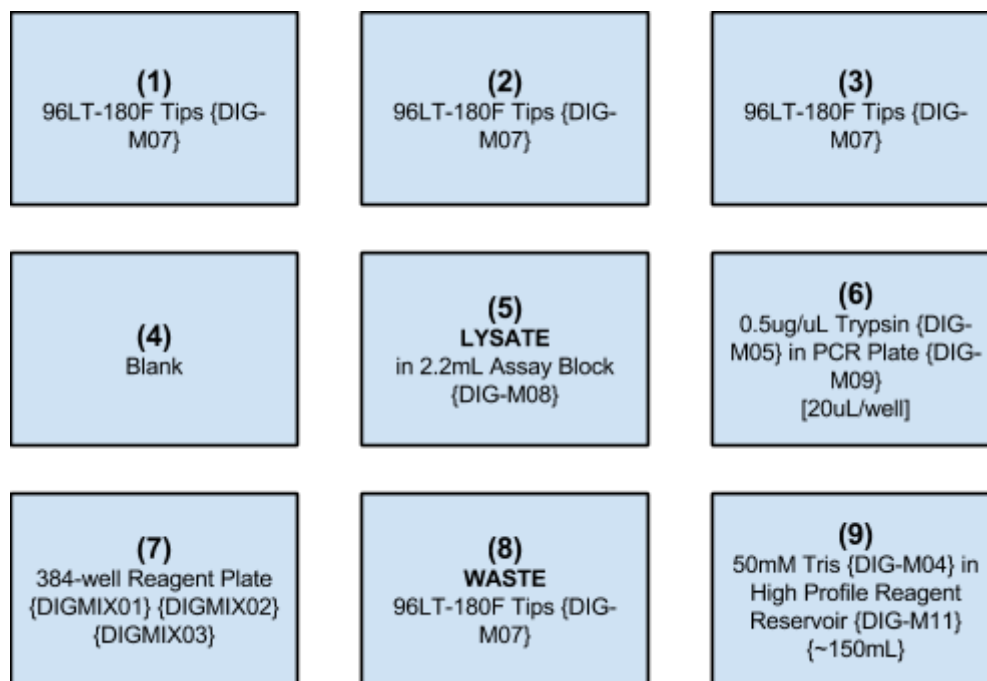 (1)
96LT-180F Tips {DIG-
M07}
(2)
96LT-180F Tips {DIG-
M07}
(3)
96LT-180F Tips {DIG-
M07}
(4)
Blank
(5)
LYSATE
in 2.2mL Assay Block
{DIG-M08}
(6)
0.5ug/uL Trypsin {DIG-
M05} in PCR Plate {DIG-
M09}
[20uL/well]
(7)
384-well Reagent Plate
{DIGMIX01} {DIGMIX02}
{DIGMIX03}
(8)
WASTE
96LT-180F Tips {DIG-
M07}
(9)
50mM Tris {DIG-M04} in
High Profile Reagent
Reservoir {DIG-M11}
{~150mL}